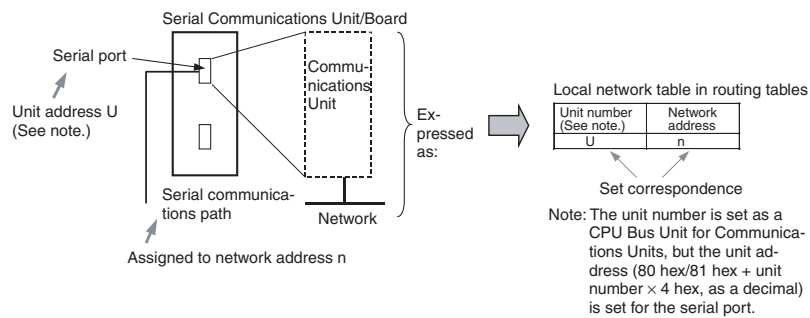 Serial Communications Unit/Board
Serial port
Unit address U
(See note.)
Commu-
nications
Unit
Ex-
pressed
as:
Serial communica-
tions path
Network
Assigned to network address n
Local network table in routing tables
Unit number
(See note.)
Network
address
U
n
Set correspondence
Note: The unit number is set as a
CPU Bus Unit for Communica-
tions Units, but the unit ad-
dress (80 hex/81 hex + unit
number × 4 hex, as a decimal)
is set for the serial port.